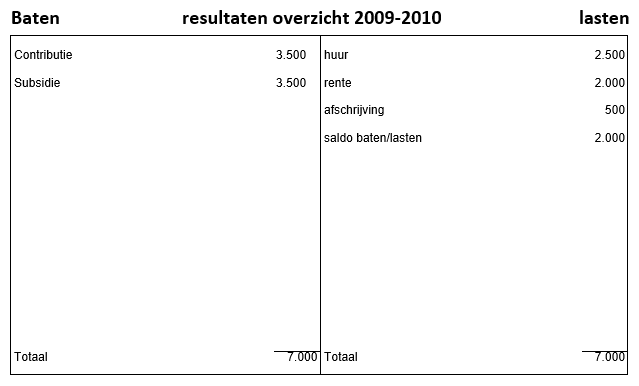 Baten resultaten overzicht 2009-2010 lasten
Contributie 3.500 huur 2.500
Subsidie 3.500 rente 2.000
afschrijving 500
saldo baten/lasten 2.000
Totaal 7.000 Totaal 7.000